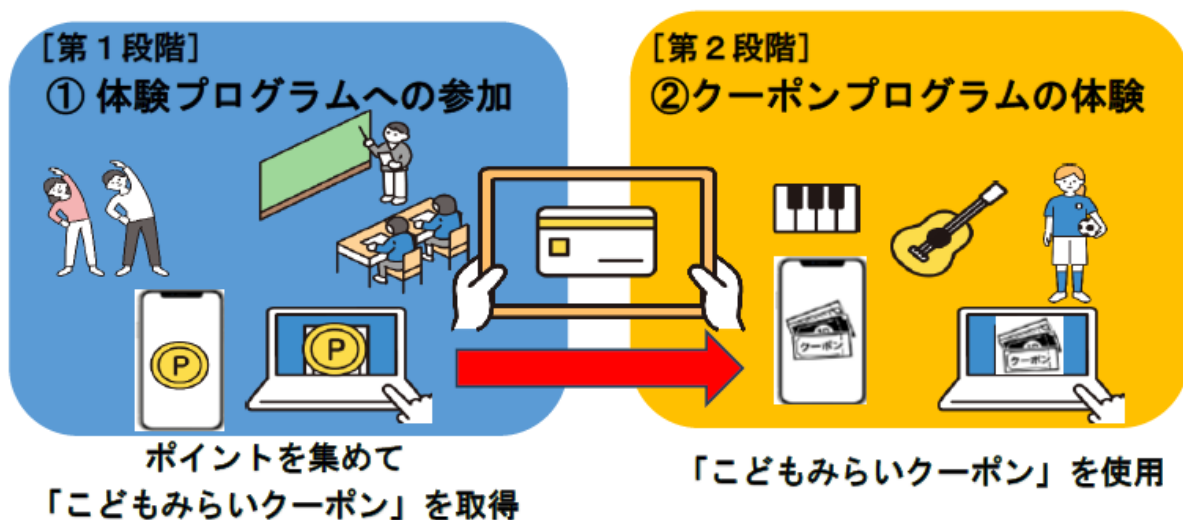 ［第１段階］
① 体験プログラムへの参加
P
P
ポイントを集めて
「こどもみらいクーポン」を取得
［第２段階］
②クーポンプログラムの体験
クーポン
クーポン
「こどもみらいクーポン」を使用